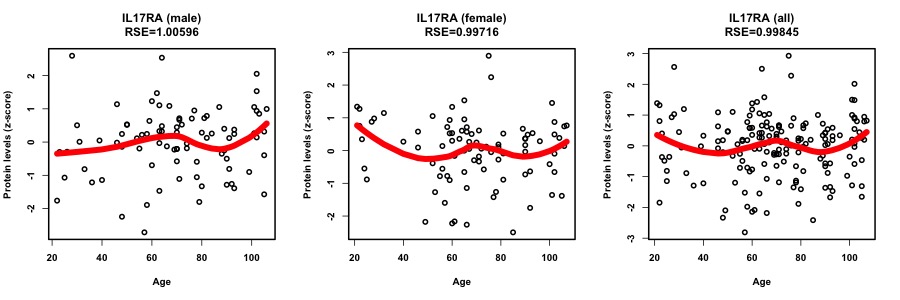 IL17RA (male)
RSE=1.00596
Protein levels (z-score)
2
1
0
-1
-2
20 40 60 80 100
Age
IL17RA (female)
RSE=0.99716
Protein levels (z-score)
3
2
1
0
-1
-2
20 40 60 80 100
Age
IL17RA (all)
RSE=0.99845
Protein levels (z-score)
3
2
1
0
-1
-2
-3
20 40 60 80 100
Age